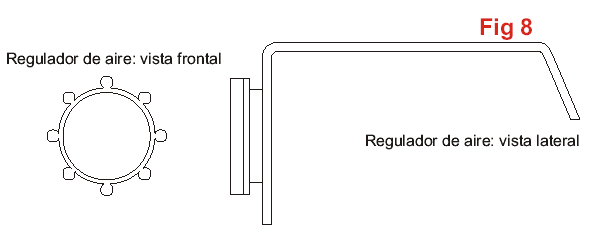 Fig 8
Regulador de aire: vista frontal
Regulador de aire: vista lateral